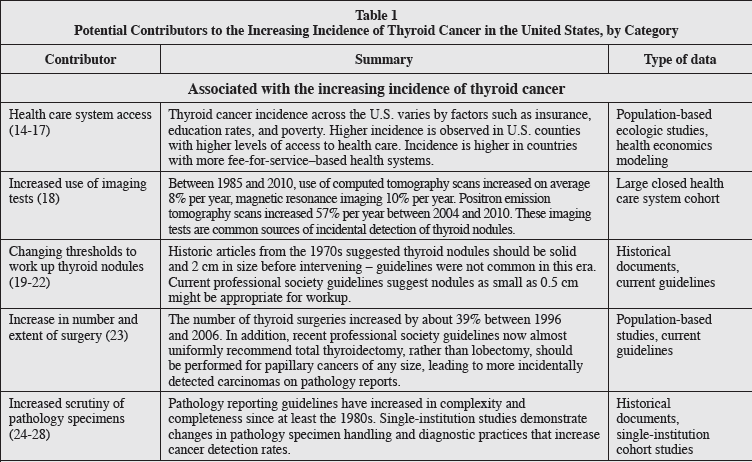 Table 1
Potential Contributors to the Increasing Incidence of Thyroid Cancer in the United States, by Category
Contributor Summary Type of data
Associated with the increasing incidence of thyroid cancer
Health care system access
(14-17)
Thyroid cancer incidence across the U.S. varies by factors such as insurance,
education rates, and poverty. Higher incidence is observed in U.S. counties
with higher levels of access to health care. Incidence is higher in countries
with more fee-for-service–based health systems.
Population-based
ecologic studies,
health economics
modeling
Increased use of imaging
tests (18)
Between 1985 and 2010, use of computed tomography scans increased on average
8% per year, magnetic resonance imaging 10% per year. Positron emission
tomography scans increased 57% per year between 2004 and 2010. These imaging
tests are common sources of incidental detection of thyroid nodules.
Large closed health
care system cohort
Changing thresholds to
work up thyroid nodules
(19-22)
Historic articles from the 1970s suggested thyroid nodules should be solid
and 2 cm in size before intervening – guidelines were not common in this era.
Current professional society guidelines suggest nodules as small as 0.5 cm
might be appropriate for workup.
Historical
documents,
current guidelines
Increase in number and
extent of surgery (23)
The number of thyroid surgeries increased by about 39% between 1996
and 2006. In addition, recent professional society guidelines now almost
uniformly recommend total thyroidectomy, rather than lobectomy, should
be performed for papillary cancers of any size, leading to more incidentally
detected carcinomas on pathology reports.
Population-based
studies, current
guidelines
Increased scrutiny of
pathology specimens
(24-28)
Pathology reporting guidelines have increased in complexity and
completeness since at least the 1980s. Single-institution studies demonstrate
changes in pathology specimen handling and diagnostic practices that increase
cancer detection rates.
Historical
documents,
single-institution
cohort studies